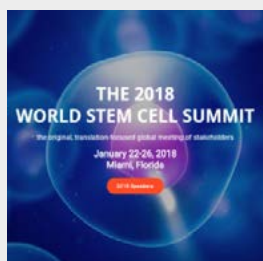 THE 2018
WORLD STEM CELL SUMMIT
the original, translation-focused global meeting of stakeholders
January 22-26, 2018
Miami, Florida
2018 Speakers